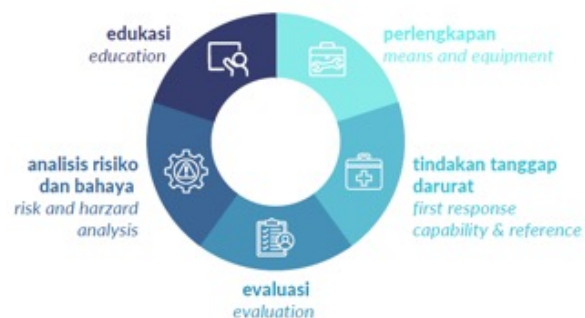 edukasi
education
perlengkapan
means and equipment
analisis risiko
dan bahaya
risk and harzard
analysis
tindakan tanggap
darurat
first response
capability & reference
evaluasi
evaluation